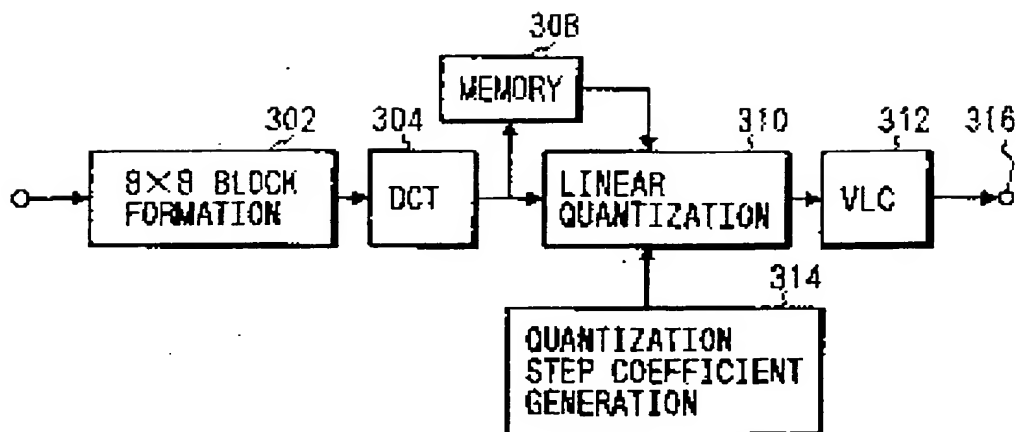 308
MEMORY
302
304
310
312
316
8×8 BLOCK
FORMATION
DCT
LINEAR
QUANTIZATION
VLC
314
QUANTIZATION
STEP COEFFICIENT
GENERATION